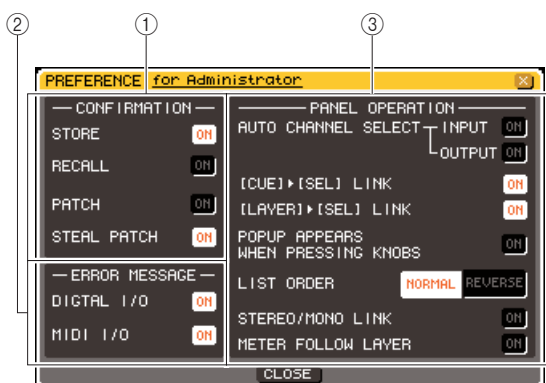 ② ① ③
PREFERENCE for Administrator
CONFIRMATION
STORE ON
RECALL ON
PATCH ON
STEAL PATCH ON
ERROR MESSAGE
DIGTAL I/O ON
MIDI I/O ON
PANEL OPERATION
AUTO CHANNEL SELECT INPUT ON
OUTPUT ON
[CUE]▸[SEL] LINK ON
[LAYER]▸[SEL] LINK ON
POPUP APPEARS
WHEN PRESSING KNOBS ON
LIST ORDER NORMAL REVERSE
STEREO/MONO LINK ON
METER FOLLOW LAYER ON
CLOSE